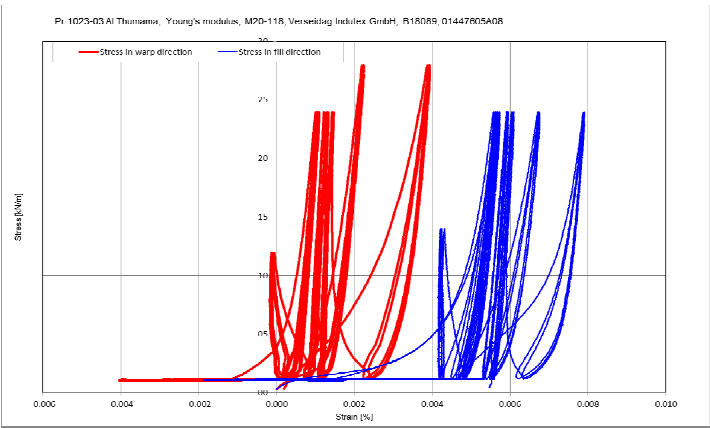 Pr 1023-03 Al Thumama, Young's modulus, M20-118, Verseidag Indutex GmbH, B18089, 01447605A08
30
Stress in warp direction Stress in fill direction
25
20
15
Stress [kN/m]
10
05
00
0.006 0.004 0.002 0.000 0.002 0.004 0.006 0.008 0.010
Strain [%]